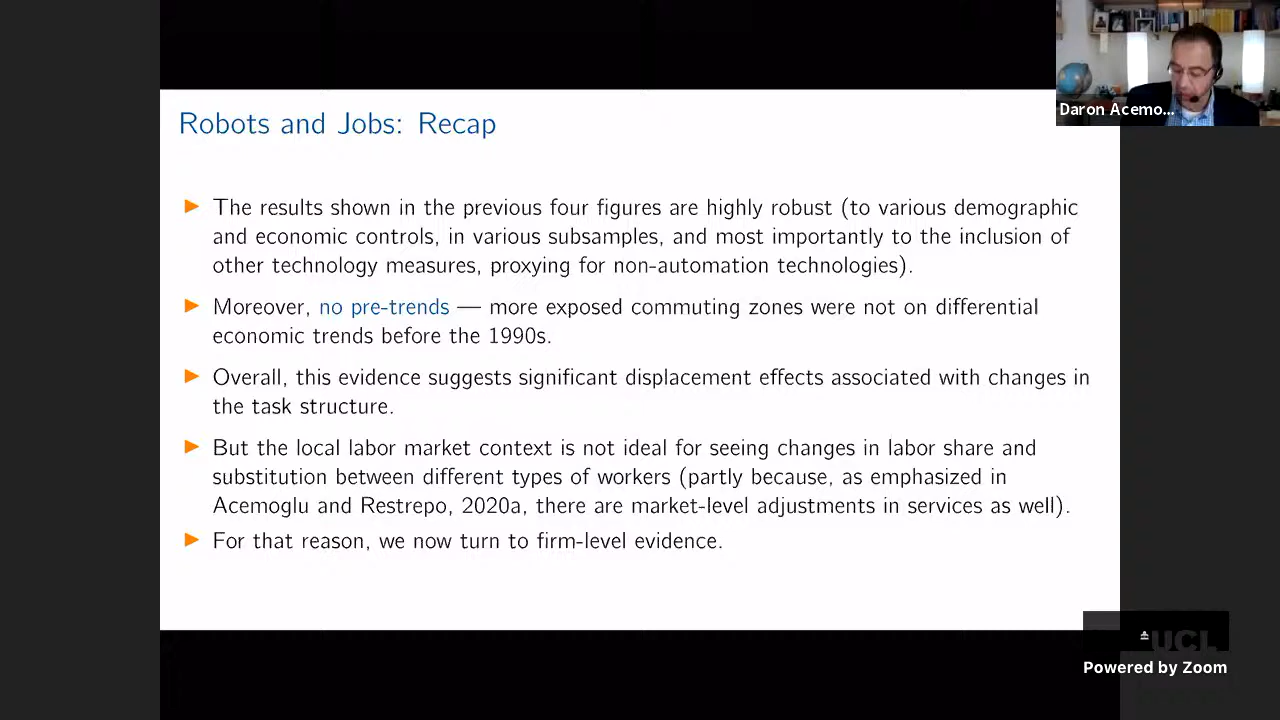 Daron Acemo...
Robots and Jobs: Recap
► The results shown in the previous four figures are highly robust (to various demographic
and economic controls, in various subsamples, and most importantly to the inclusion of
other technology measures, proxying for non-automation technologies).
► Moreover, no pre-trends — more exposed commuting zones were not on differential
economic trends before the 1990s.
► Overall, this evidence suggests significant displacement effects associated with changes in
the task structure.
► But the local labor market context is not ideal for seeing changes in labor share and
substitution between different types of workers (partly because, as emphasized in
Acemoglu and Restrepo, 2020a, there are market-level adjustments in services as well).
► For that reason, we now turn to firm-level evidence.
UCL
Powered by Zoom